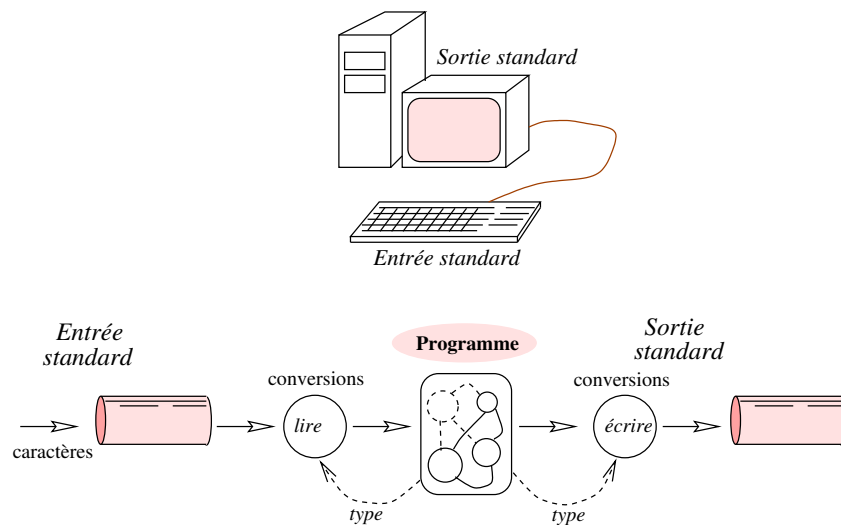 Sortie standard
Entrée standard
Entrée
standard
Programme
Sortie
standard
conversions
conversions
lire
écrire
caractères
type
type